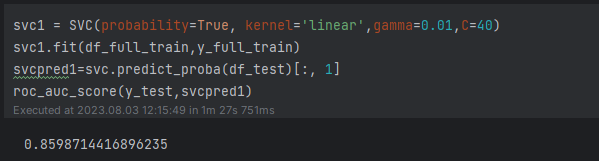 svc1 = SVC(probability=True, kernel='linear',gamma=0.01,C=40)
svc1.fit(df_full_train,y_full_train)
svcpred1=svc.predict_proba(df_test)[:, 1]
roc_auc_score(y_test,svcpred1)
Executed at 2023.08.03 12:15:49 in 1m 27s 751ms
0.8598714416896235